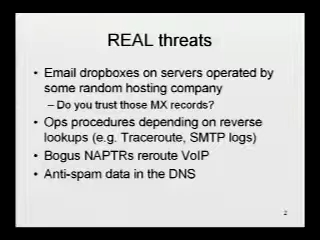 REAL threats
• Email dropboxes on servers operated by
some random hosting company
– Do you trust those MX records?
• Ops procedures depending on reverse
lookups (e.g. Traceroute, SMTP logs)
• Bogus NAPTRs reroute VoIP
• Anti-spam data in the DNS
2